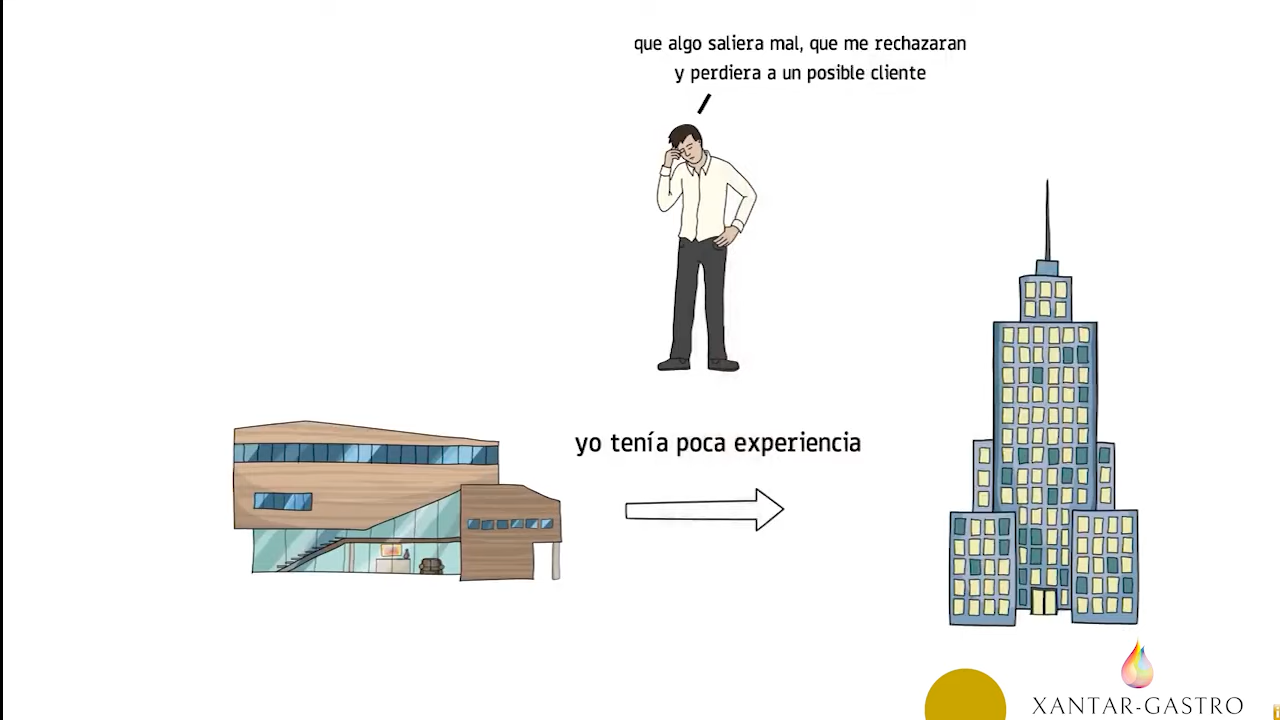 que algo saliera mal, que me rechazaran
y perdiera a un posible cliente
yo tenía poca experiencia
XANTAR-GASTRO